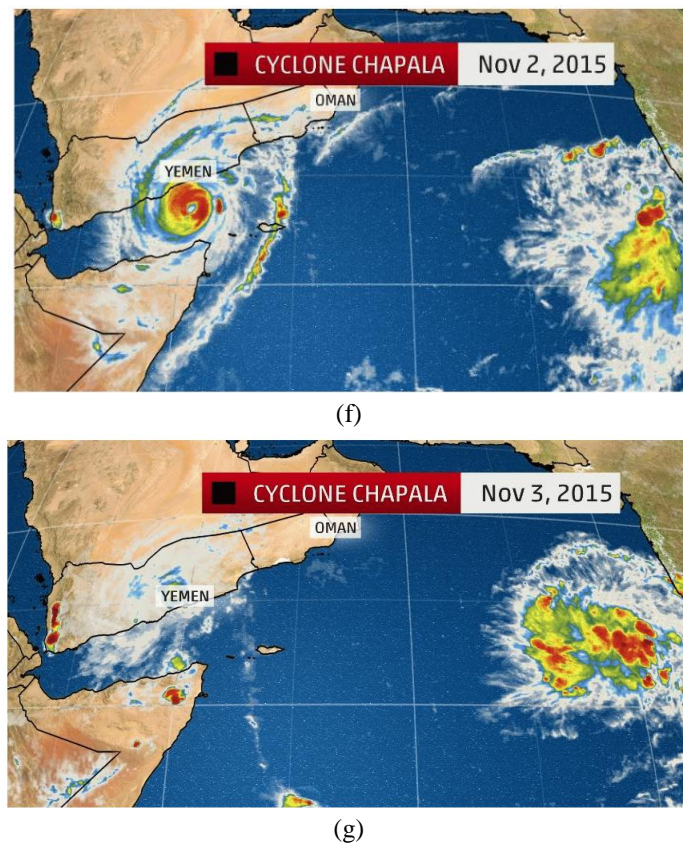 CYCLONE CHAPALA Nov 2, 2015
OMAN
YEMEN
(f)
CYCLONE CHAPALA Nov 3, 2015
OMAN
YEMEN
(g)